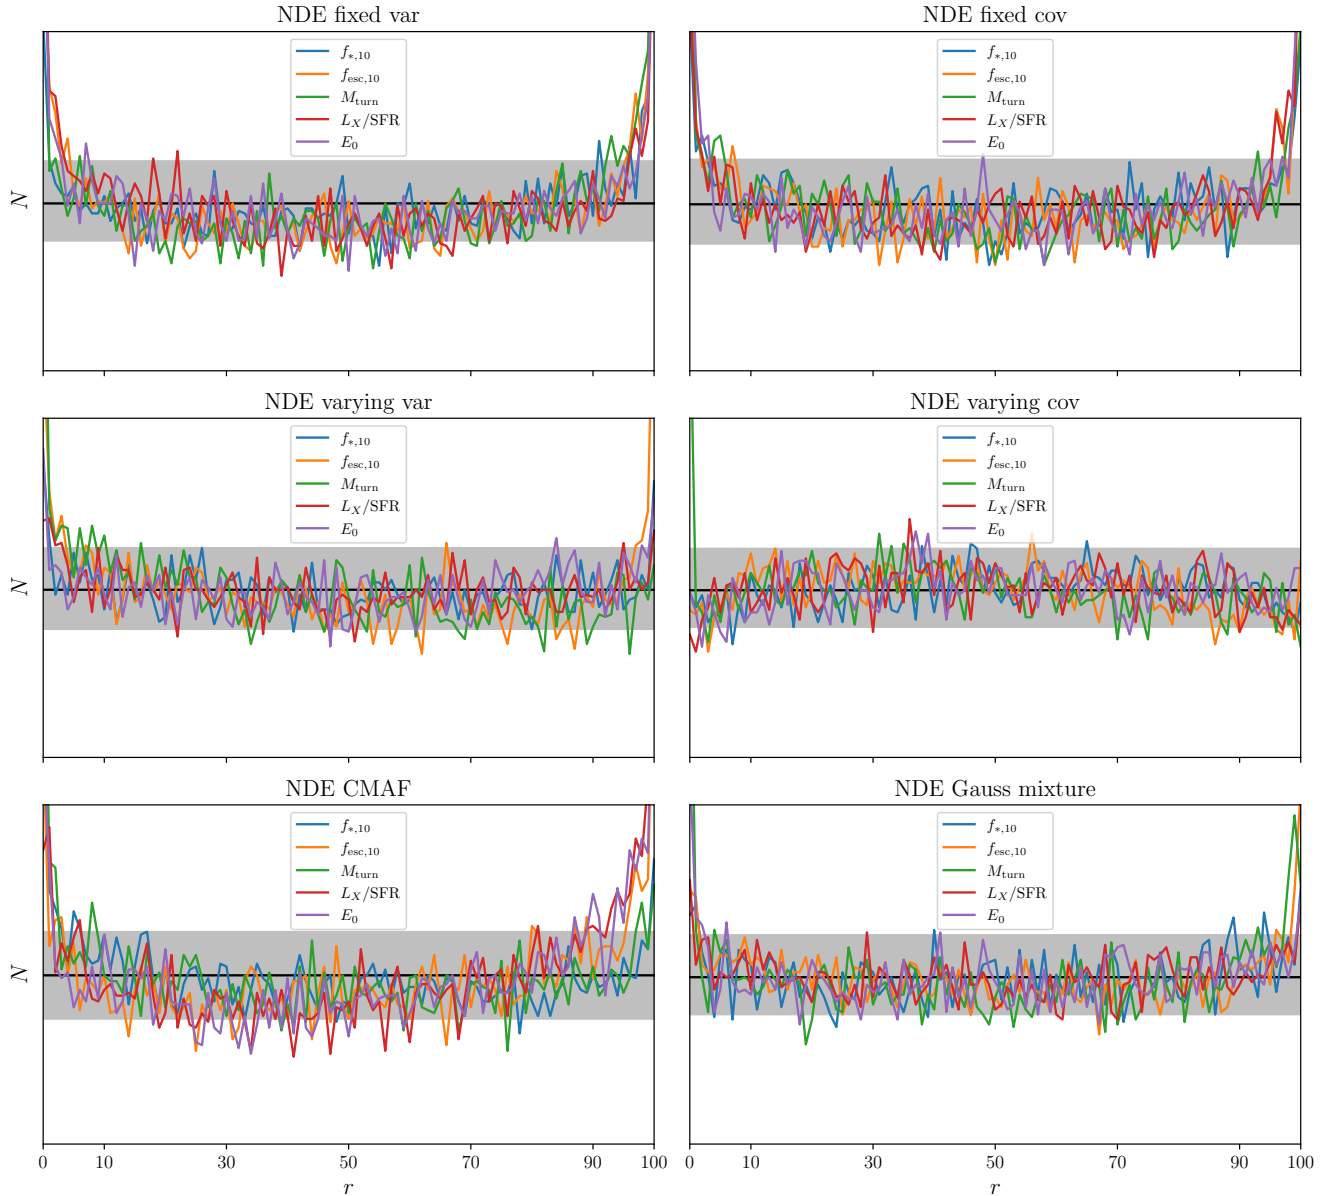 NDE fixed var
NDE fixed cov
f∗,10
fesc,10
Mturn
LX/SFR
E0
f∗,10
fesc,10
Mturn
LX/SFR
E0
N
NDE varying var
NDE varying cov
f∗,10
fesc,10
Mturn
LX/SFR
E0
f∗,10
fesc,10
Mturn
LX/SFR
E0
N
NDE CMAF
NDE Gauss mixture
f∗,10
fesc,10
Mturn
LX/SFR
E0
f∗,10
fesc,10
Mturn
LX/SFR
E0
N
0 10 30 50 70 90 100
0 10 30 50 70 90 100
r
r